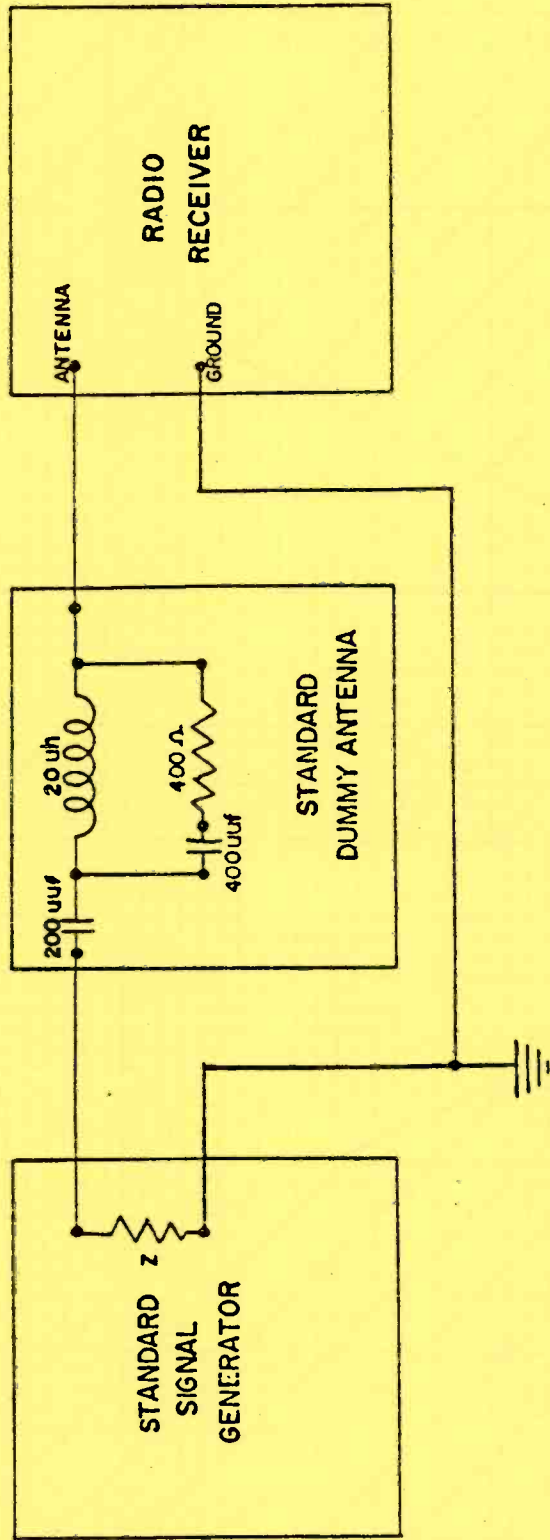 STANDARD
SIGNAL
GENERATOR
Z
200 uuf
20 uh
400 Ω
400 uuf
STANDARD
DUMMY ANTENNA
ANTENNA
GROUND
RADIO
RECEIVER